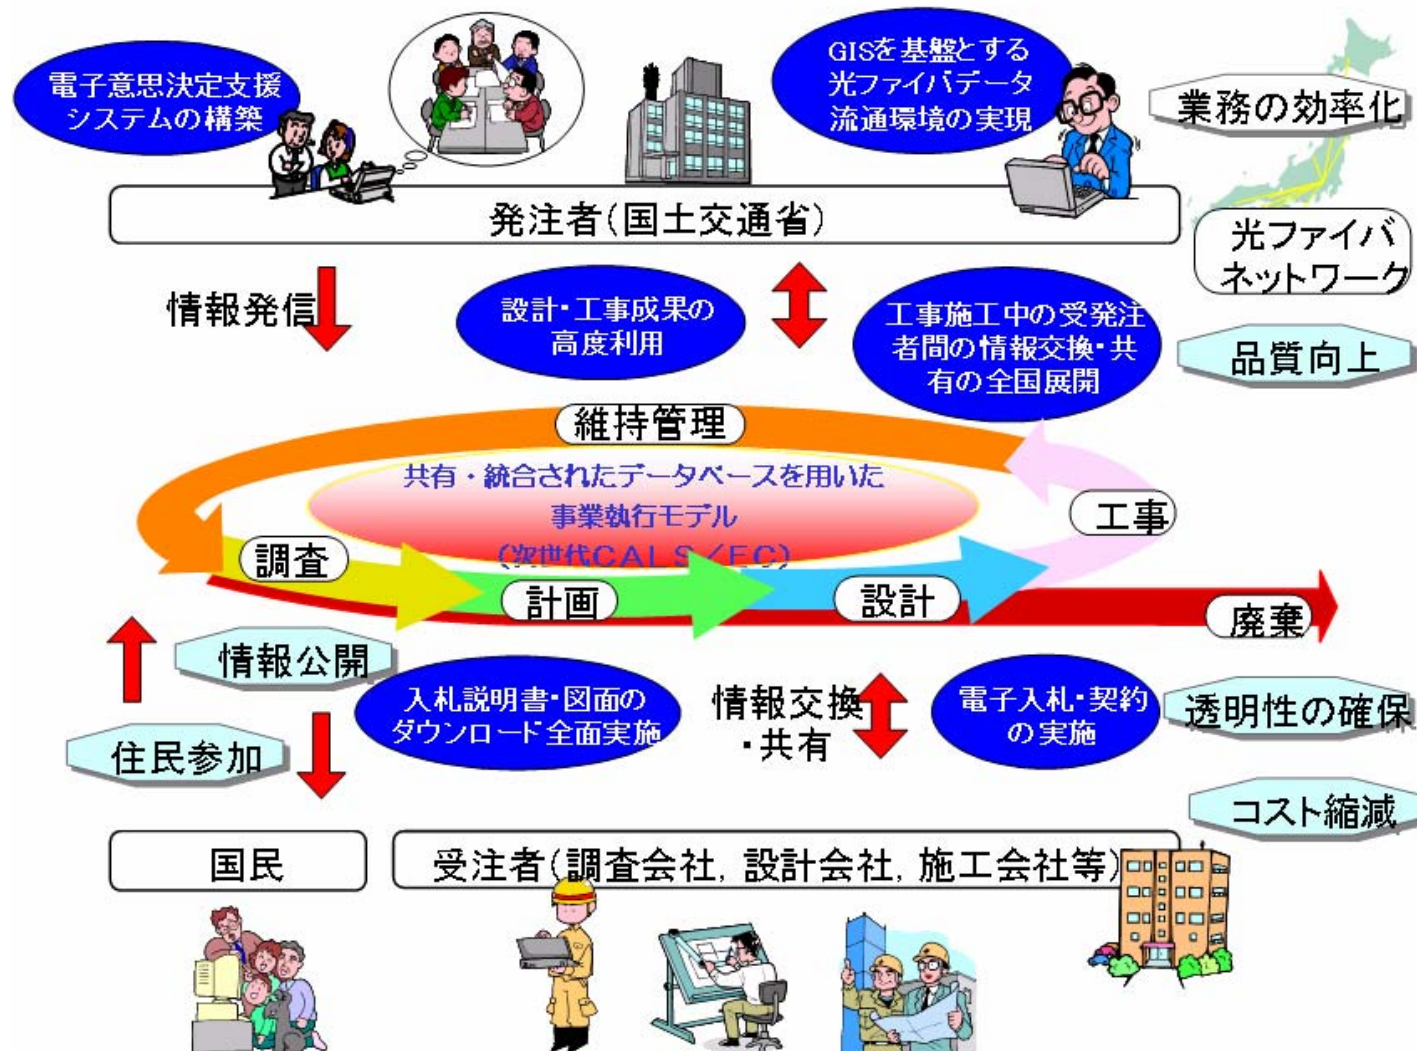 電子意思決定支援
システムの構築
GISを基盤とする
光ファイバデータ
流通環境の実現
業務の効率化
発注者(国土交通省)
光ファイバ
ネットワーク
情報発信
設計・工事成果の
高度利用
工事施工中の受発注
者間の情報交換・共
有の全国展開
品質向上
維持管理
共有・統合されたデータベースを用いた
事業執行モデル
(次世代CALS/EC)
工事
調査
計画
設計
廃棄
情報公開
入札説明書・図面の
ダウンロード全面実施
情報交換
・共有
電子入札・契約
の実施
透明性の確保
住民参加
コスト縮減
国民
受注者(調査会社, 設計会社, 施工会社等)